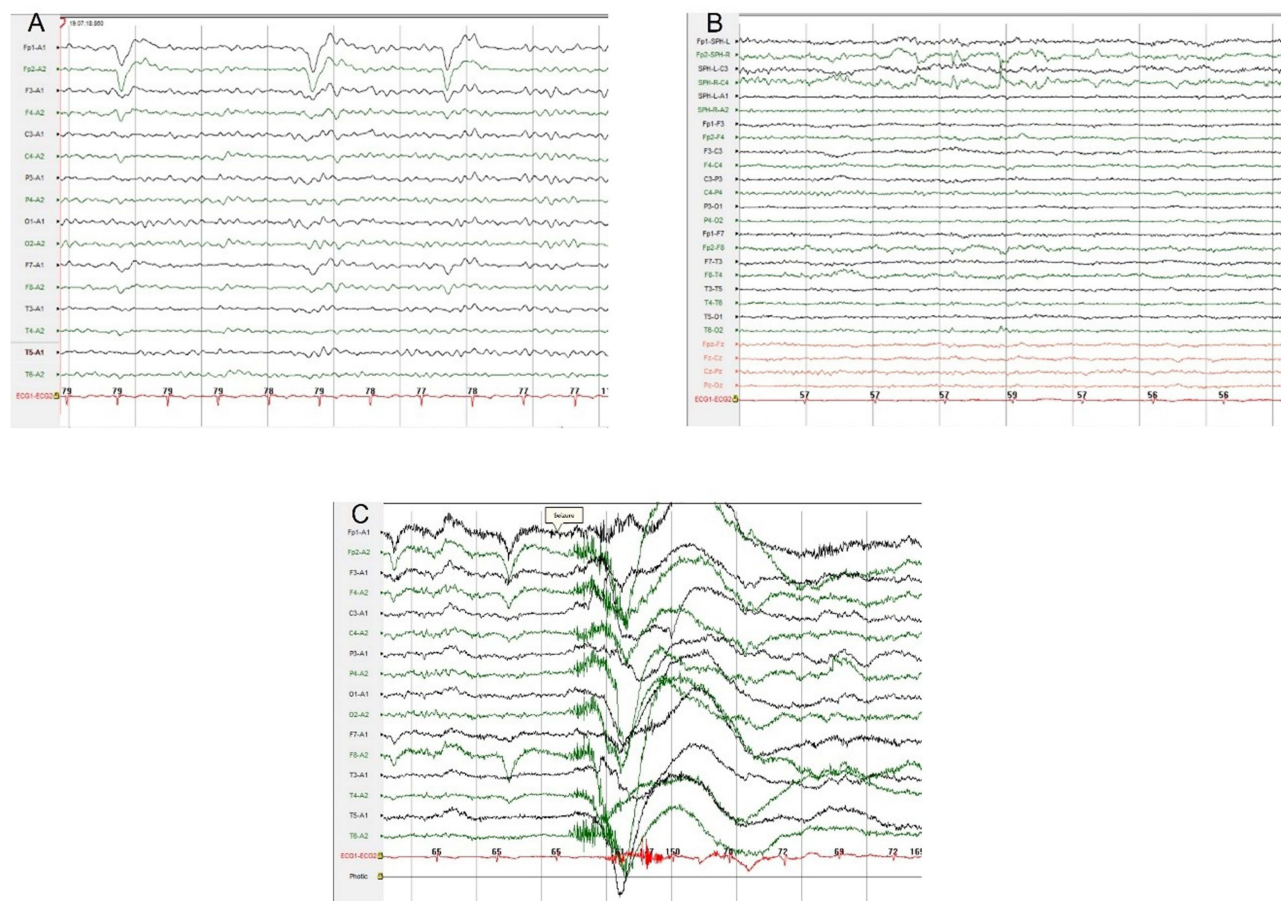 A
19:07:18.860
Fp1-A1
Fp2-A2
F3-A1
F4-A2
C3-A1
C4-A2
P3-A1
P4-A2
O1-A1
O2-A2
F7-A1
F8-A2
T3-A1
T4-A2
T5-A1
T6-A2
79 79 79 79 78 79 78 77 78 77 77
ECG1-ECG2
B
Fp1-SPH-L
Fp2-SPH-R
SPH-L-C3
SPH-R-C4
SPH-L-A1
SPH-R-A2
Fp1-F3
Fp2-F4
F3-C3
F4-C4
C3-P3
C4-P4
P3-O1
P4-O2
Fp1-F7
Fp2-F8
F7-T3
F8-T4
T3-T5
T4-T6
T5-O1
T6-O2
Fpz-Fz
Fz-Cz
Cz-Pz
Pz-Oz
ECG1-ECG2
57 57 57 59 57 56 56
C
Seizure
Fp1-A1
Fp2-A2
F3-A1
F4-A2
C3-A1
C4-A2
P3-A1
P4-A2
O1-A1
O2-A2
F7-A1
F8-A2
T3-A1
T4-A2
T5-A1
T6-A2
ECG1-ECG2
65 65 65 150 72 69 72
Photic